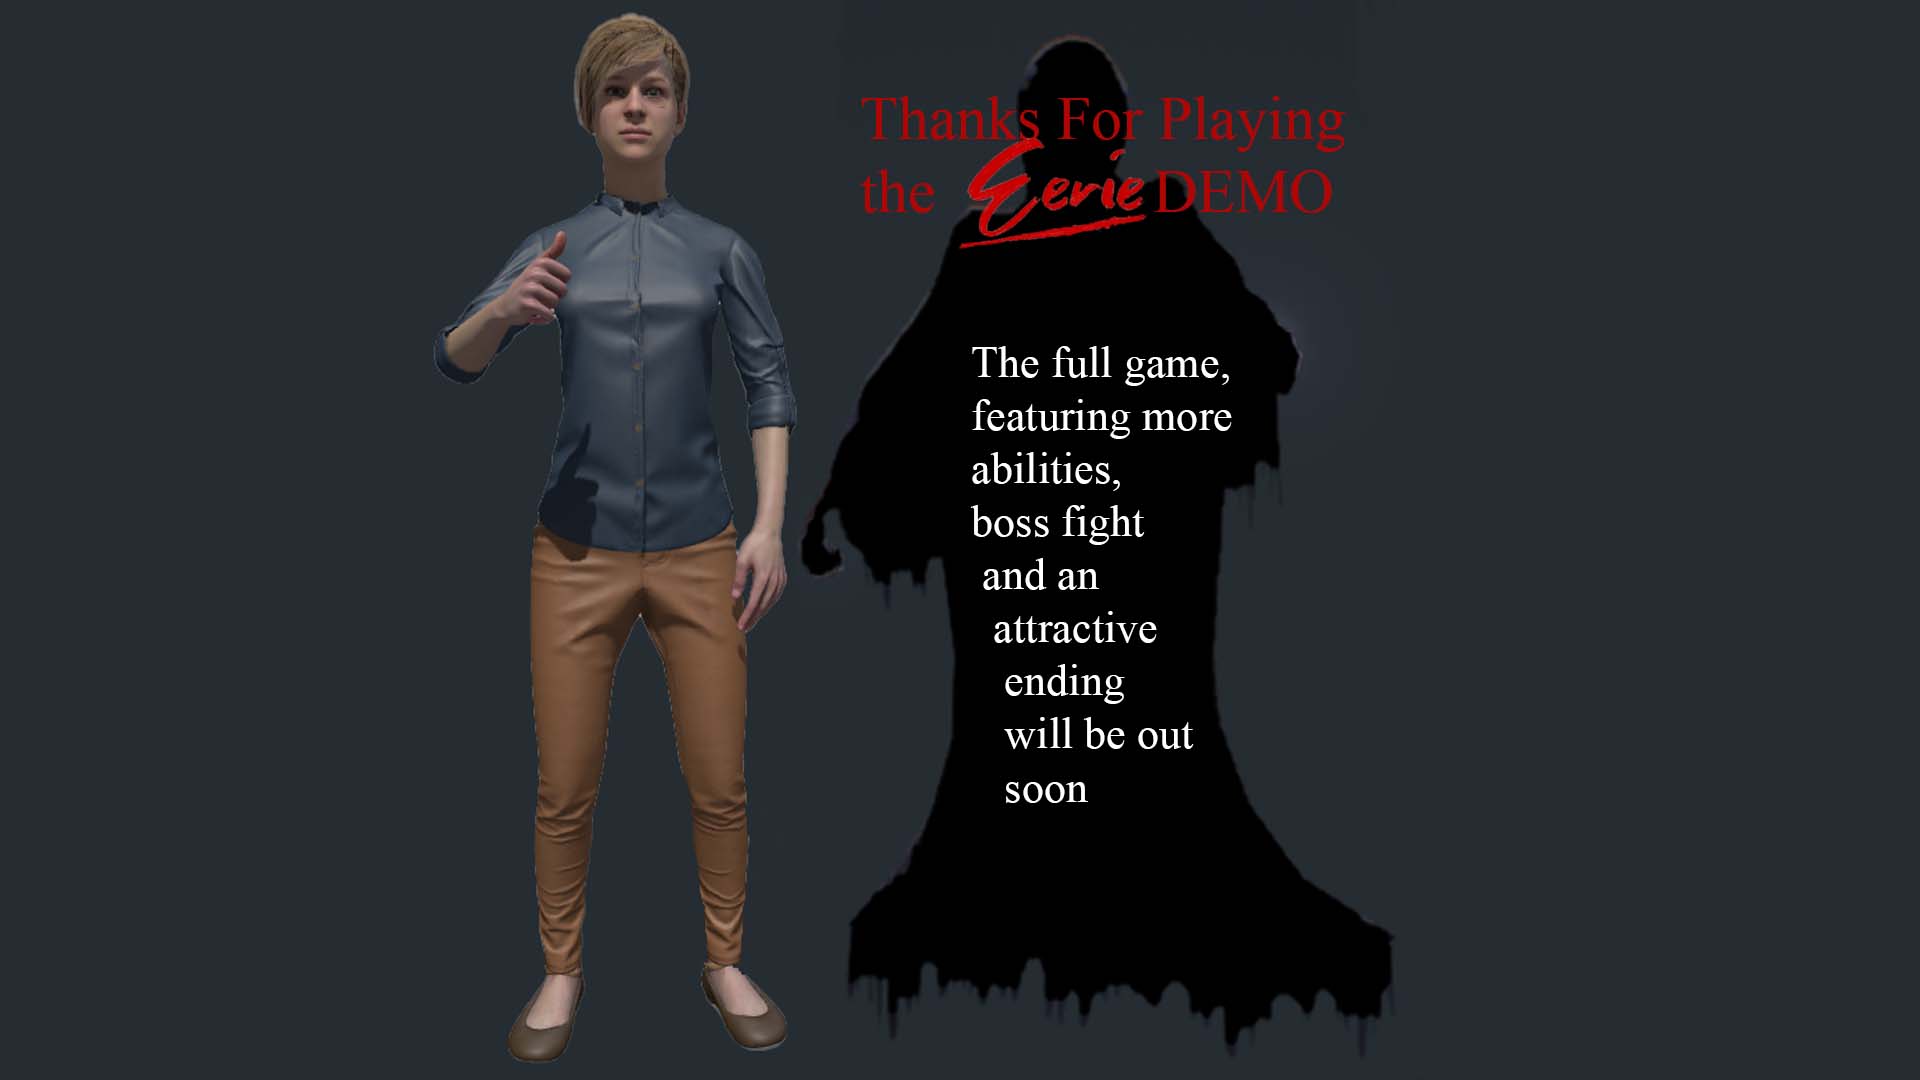 Thanks For Playing
the Eerie DEMO
The full game,
featuring more
abilities,
boss fight
and an
attractive
ending
will be out
soon